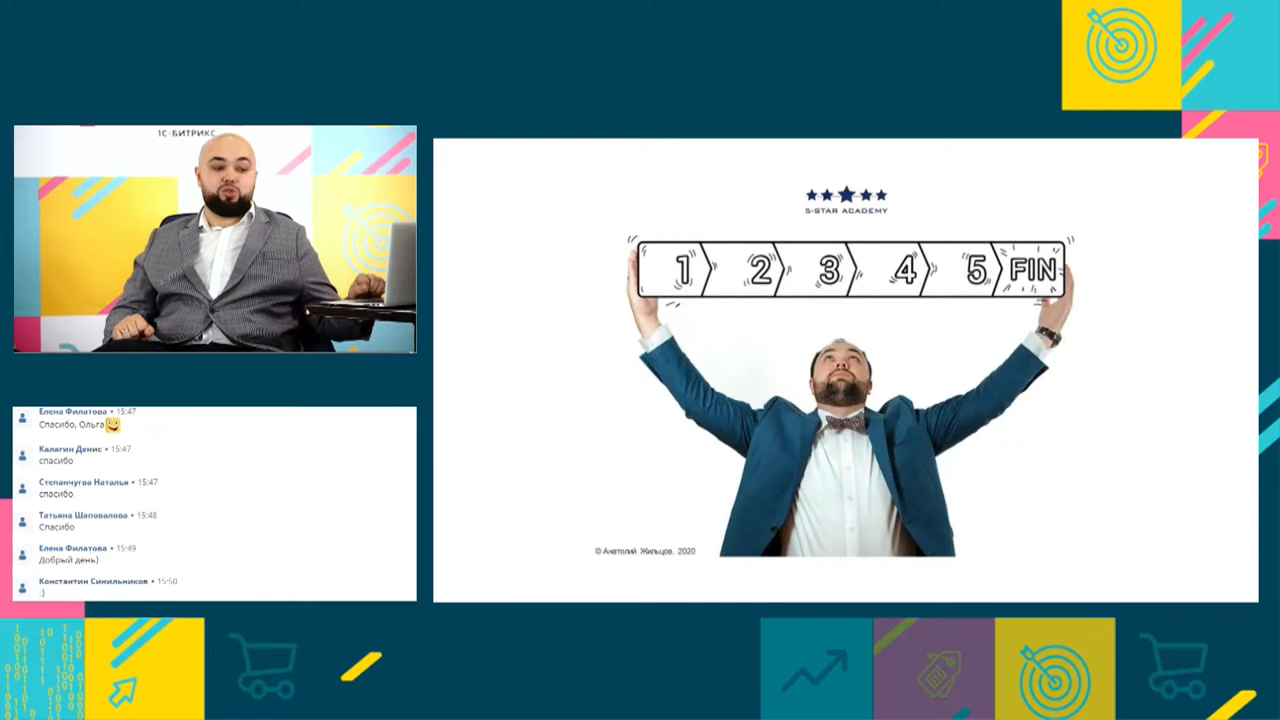 1С-БИТРИКС
5-STAR ACADEMY
1 2 3 4 5 FIN
© Анатолий Жильцов, 2020
Елена Филатова • 15:47
Спасибо, Ольга
Калагин Денис • 15:47
спасибо
Степанчугва Наталья • 15:47
спасибо
Татьяна Шаповалова • 15:48
Спасибо
Елена Филатова • 15:49
Добрый день)
Константин Синильников • 15:50
:)